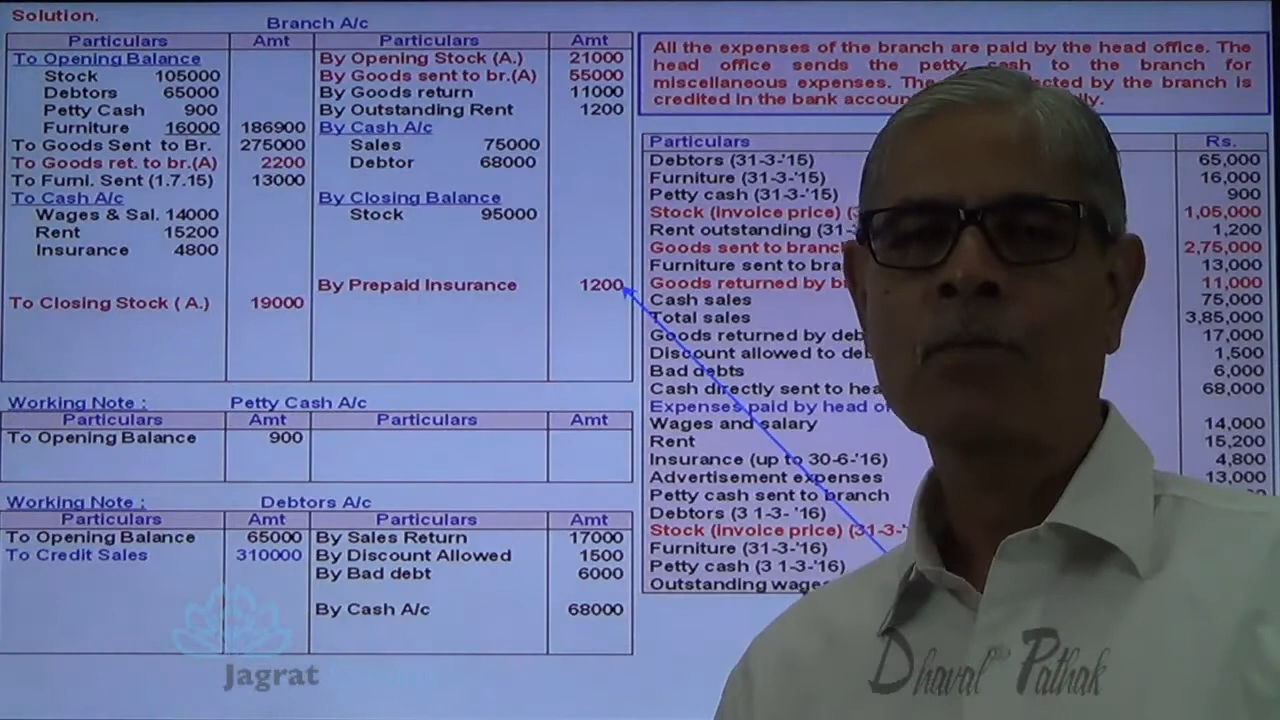 Solution.
Branch A/c
Particulars Amt Particulars Amt
To Opening Balance By Opening Stock (A.) 21000
Stock 105000 By Goods sent to br.(A) 55000
Debtors 65000 By Goods return 11000
Petty Cash 900 By Outstanding Rent 1200
Furniture 16000 186900 By Cash A/c
To Goods Sent to Br. 275000 Sales 75000
To Goods ret. to br.(A) 2200 Debtor 68000
To Furni. Sent (1.7.15) 13000
To Cash A/c By Closing Balance
Wages & Sal. 14000 Stock 95000
Rent 15200
Insurance 4800
By Prepaid Insurance 1200
To Closing Stock ( A.) 19000
Working Note : Petty Cash A/c
Particulars Amt Particulars Amt
To Opening Balance 900
Working Note : Debtors A/c
Particulars Amt Particulars Amt
To Opening Balance 65000 By Sales Return 17000
To Credit Sales 310000 By Discount Allowed 1500
By Bad debt 6000
By Cash A/c 68000
All the expenses of the branch are paid by the head office. The
head office sends the petty cash to the branch for
miscellaneous expenses. The by the branch is
credited in the bank
Particulars Rs.
Debtors (31-3-'15) 65,000
Furniture (31-3-'15) 16,000
Petty cash (31-3-'15) 900
Stock (Invoice price) 1,05,000
Rent outstanding (31- 1,200
Goods sent to branch 2,75,000
Furniture sent to 13,000
Goods returned by 11,000
Cash sales 75,000
Total sales 3,85,000
Goods returned by 17,000
Discount allowed to 1,500
Bad debts 6,000
Cash directly sent to 68,000
Expenses paid by head
Wages and salary 14,000
Rent 15,200
Insurance (up to 30-6-'16) 4,800
Advertisement expenses 13,000
Petty cash sent to branch
Debtors (3 1-3- '16)
Stock (invoice price) (31-3-'
Furniture (31-3-'16)
Petty cash (3 1-3-'16)
Outstanding
Jagrat
Dhaval Pathak